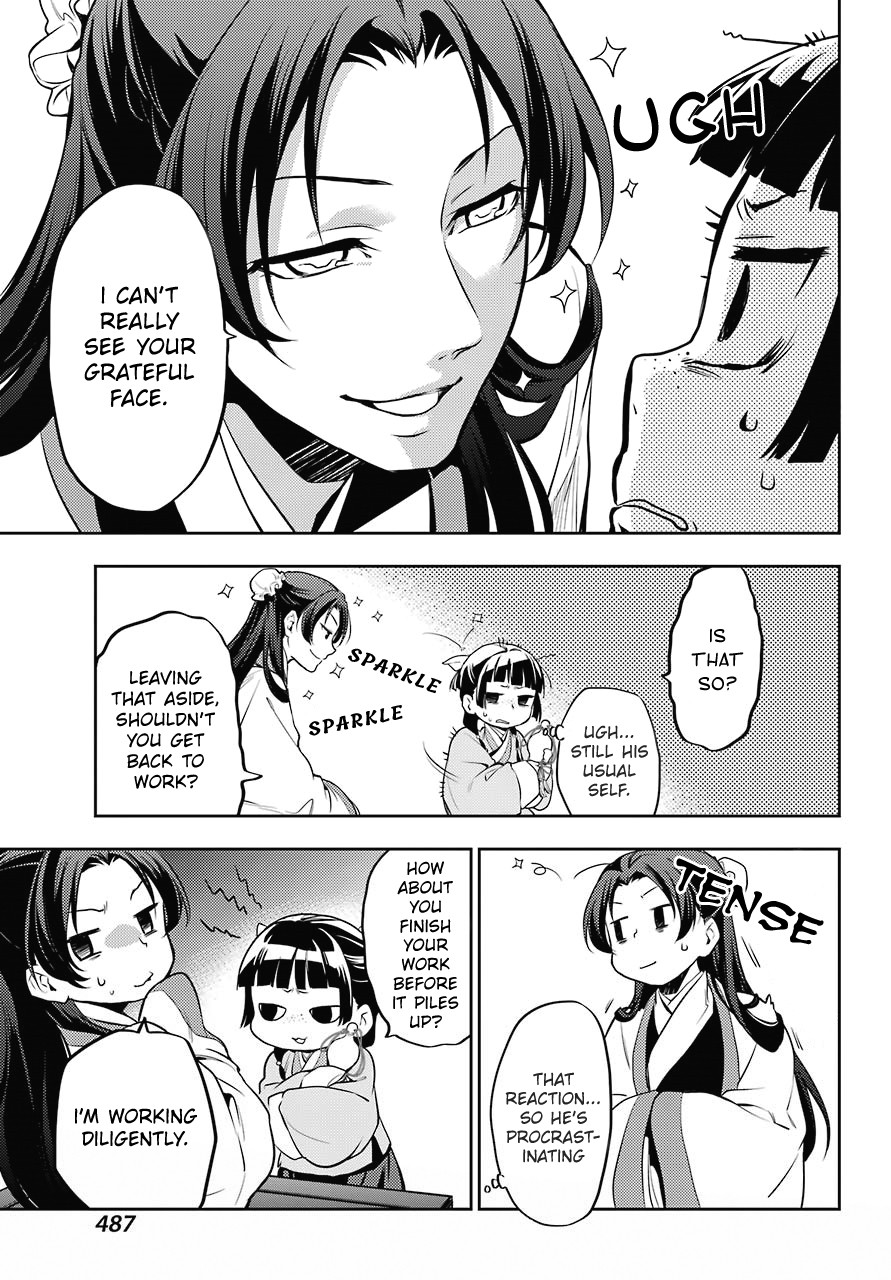 UGH
I CAN'T
REALLY
SEE YOUR
GRATEFUL
FACE.
IS
THAT
SO?
UGH...
STILL HIS
USUAL
SELF.
SPARKLE
SPARKLE
LEAVING
THAT ASIDE,
SHOULDN'T
YOU GET
BACK TO
WORK?
TENSE
THAT
REACTION...
SO HE'S
PROCRAST-
INATING
HOW
ABOUT
YOU
FINISH
YOUR
WORK
BEFORE
IT PILES
UP?
I'M WORKING
DILIGENTLY.
487